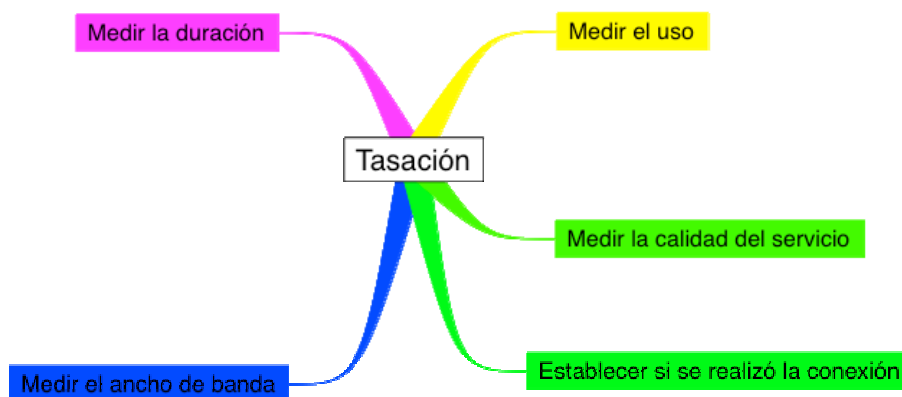 Medir la duración
Medir el uso
Tasación
Medir la calidad del servicio
Establecer si se realizó la conexión
Medir el ancho de banda